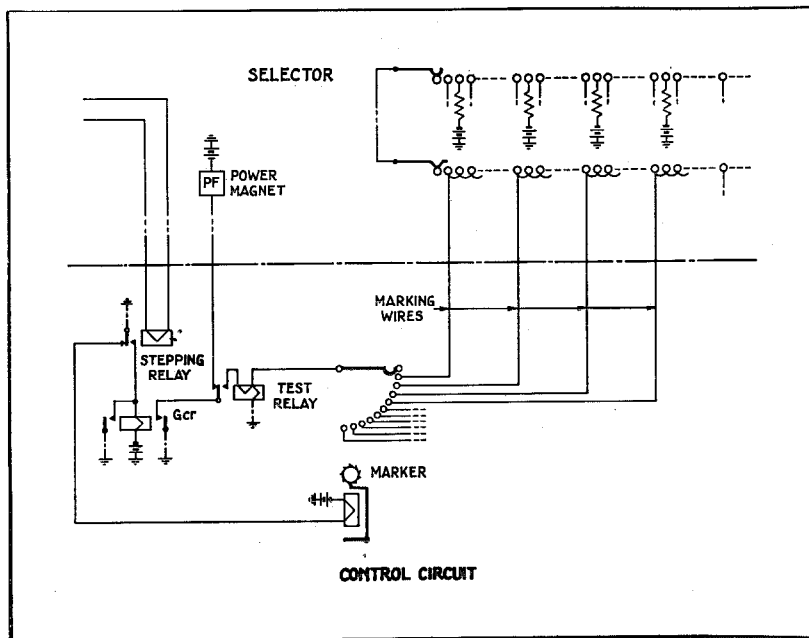 SELECTOR
PF
POWER
MAGNET
MARKING
WIRES
STEPPING
RELAY
Gcr
TEST
RELAY
MARKER
CONTROL CIRCUIT